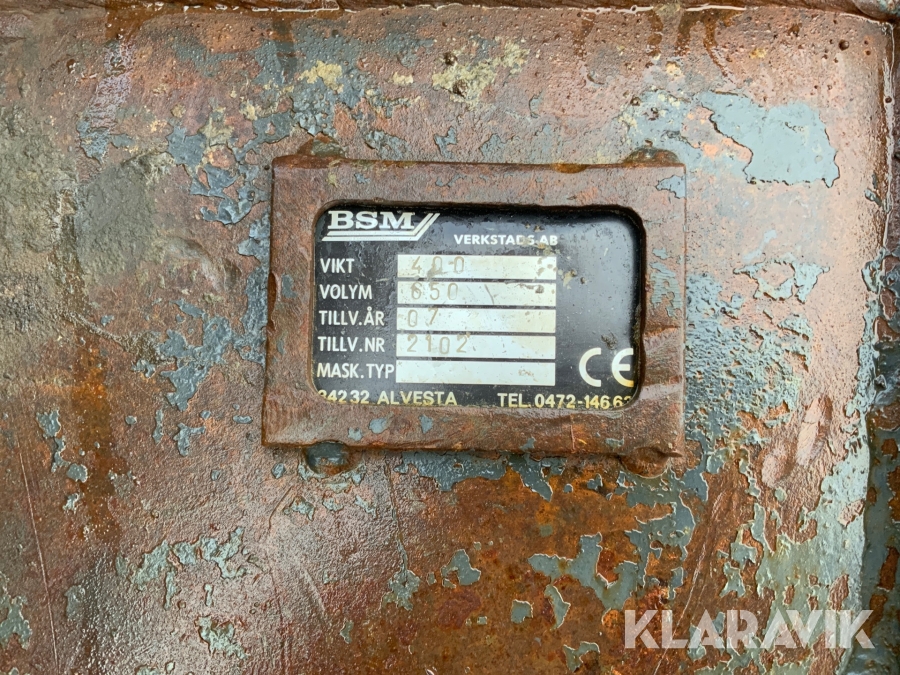 BSM
VERKSTADS AB
VIKT 400
VOLYM 650
TILLV.ÅR 07
TILLV.NR 2102
MASK.TYP
CE
34232 ALVESTA TEL. 0472-1466
KLARAVIK